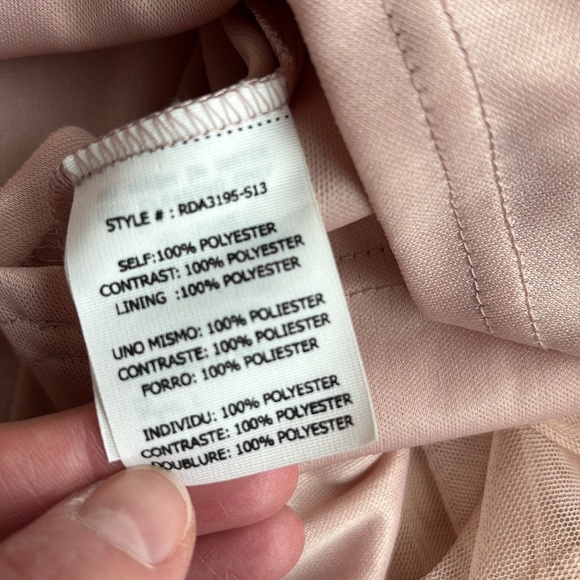 STYLE # : RDA3195-S13
SELF:100% POLYESTER
CONTRAST: 100% POLYESTER
LINING :100% POLYESTER
UNO MISMO: 100% POLIESTER
CONTRASTE: 100% POLIESTER
FORRO: 100% POLIESTER
INDIVIDU: 100% POLYESTER
CONTRASTE: 100% POLYESTER
DOUBLURE: 100% POLYESTER